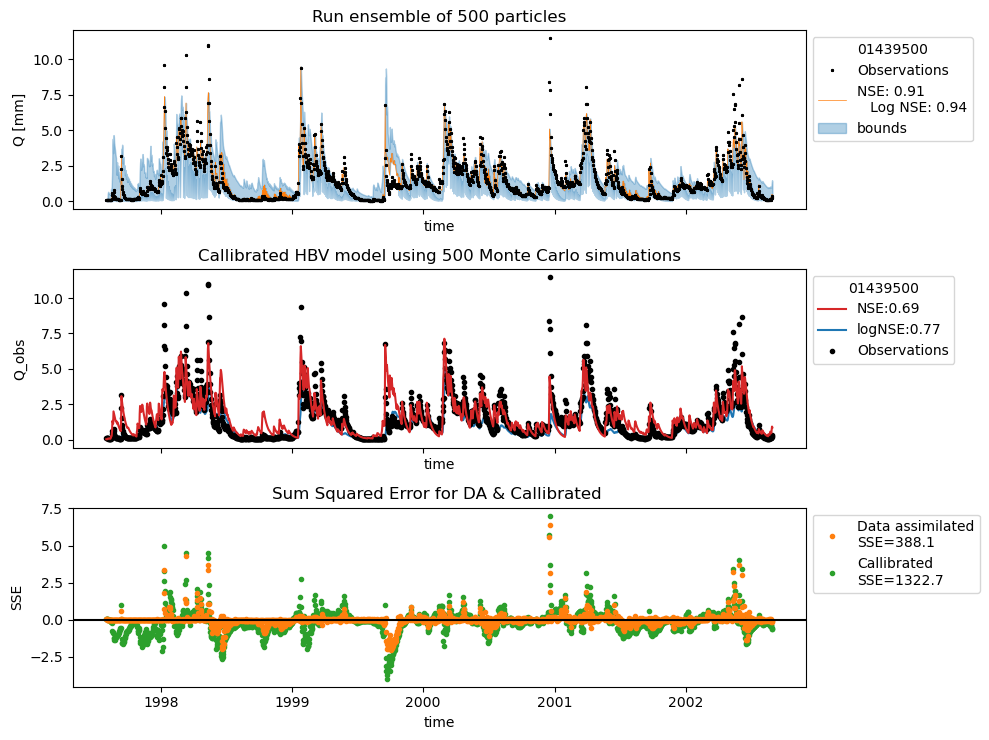 Run ensemble of 500 particles
Q [mm]
10.0
7.5
5.0
2.5
0.0
time
01439500
Observations
NSE: 0.91
Log NSE: 0.94
bounds
Callibrated HBV model using 500 Monte Carlo simulations
Q_obs
10.0
7.5
5.0
2.5
0.0
time
01439500
NSE:0.69
logNSE:0.77
Observations
Sum Squared Error for DA & Callibrated
SSE
7.5
5.0
2.5
0.0
−2.5
1998 1999 2000 2001 2002
time
Data assimilated
SSE=388.1
Callibrated
SSE=1322.7